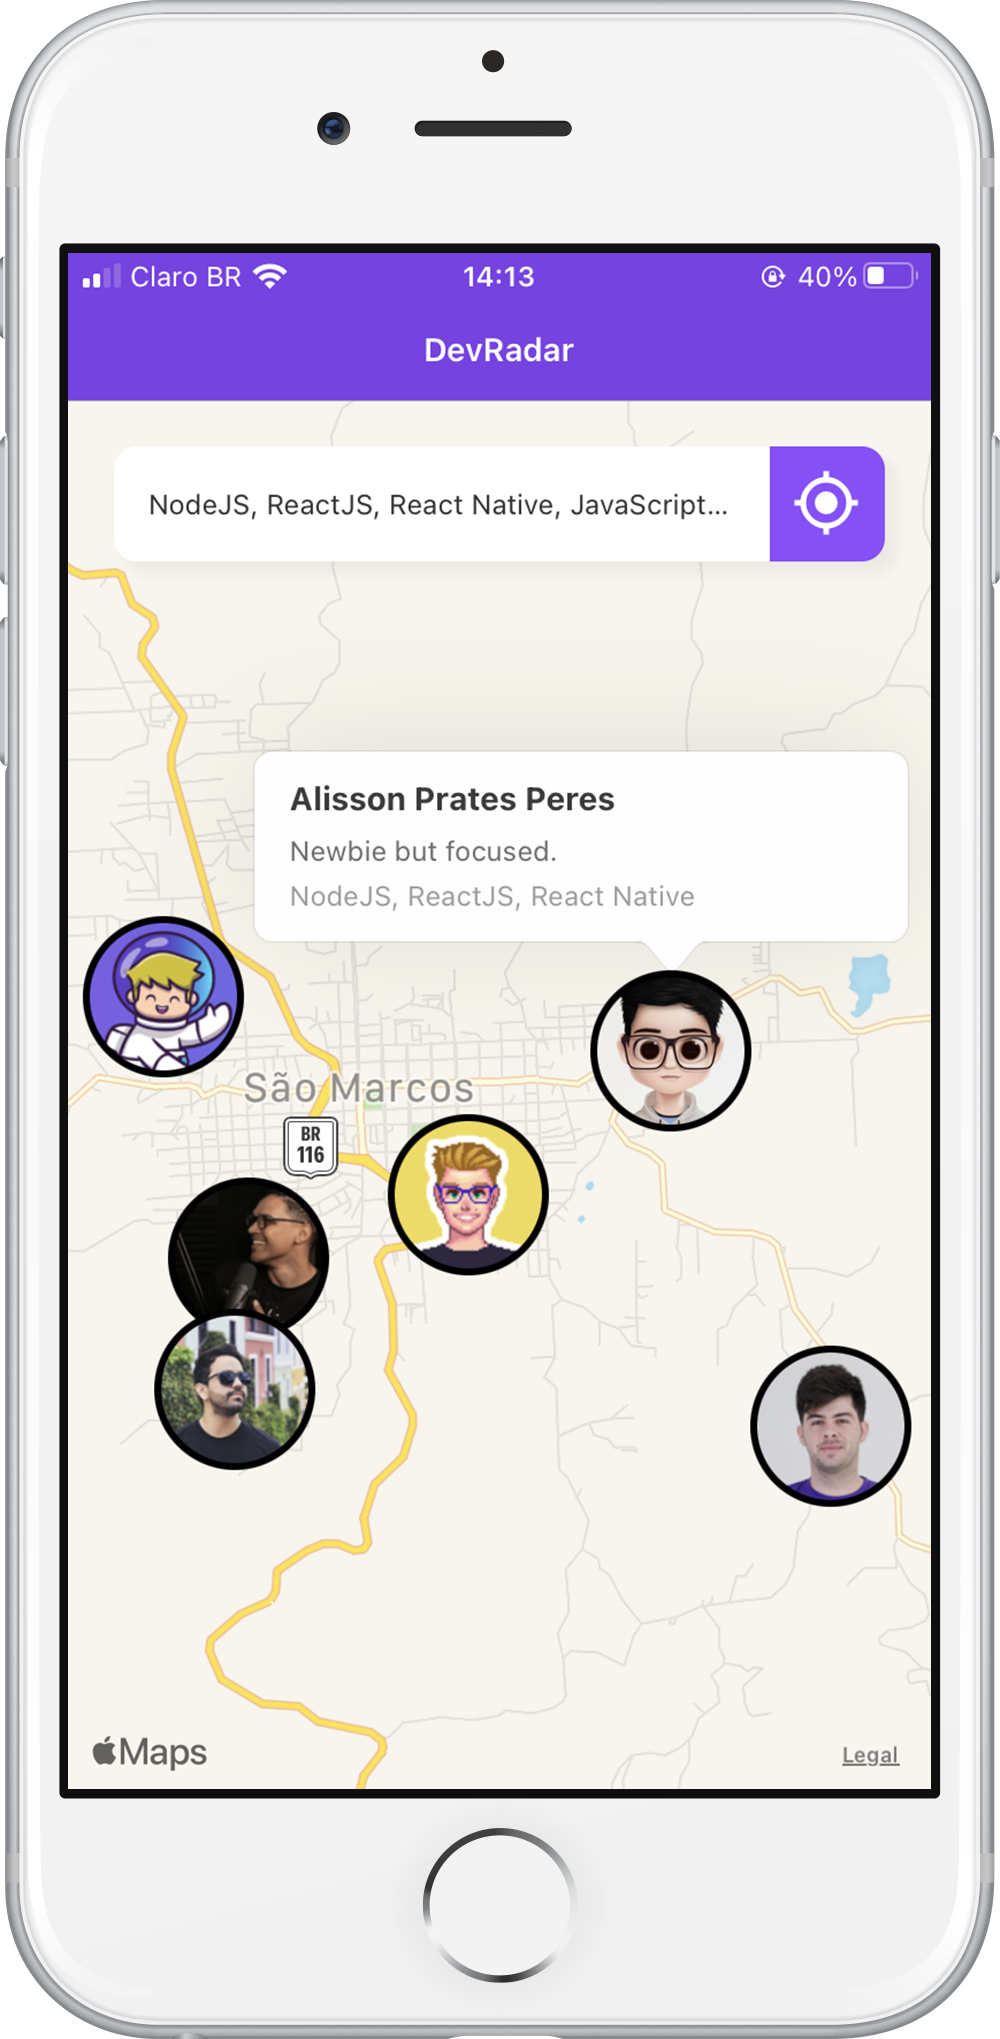 Claro BR 14:13 40%
DevRadar
NodeJS, ReactJS, React Native, JavaScript...
Alisson Prates Peres
Newbie but focused.
NodeJS, ReactJS, React Native
São Marcos
BR
116
Maps
Legal